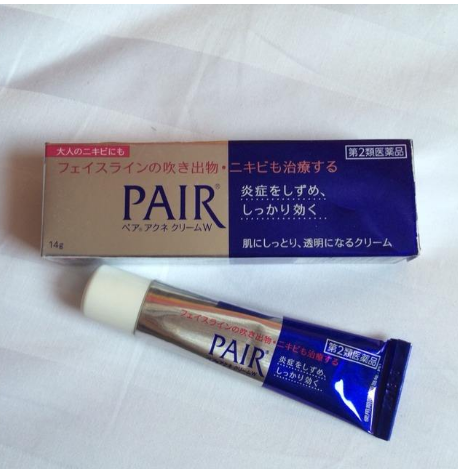 大人のニキビにも
フェイスラインの吹き出物・ニキビも治療する
第2類医薬品
PAIR®
炎症をしずめ、
しっかり効く
ペア®アクネ クリームW
14g
肌にしっとり、透明になるクリーム
フェイスラインの吹き出物・ニキビも治療する
第2類医薬品
PAIR®
炎症をしずめ、
しっかり効く